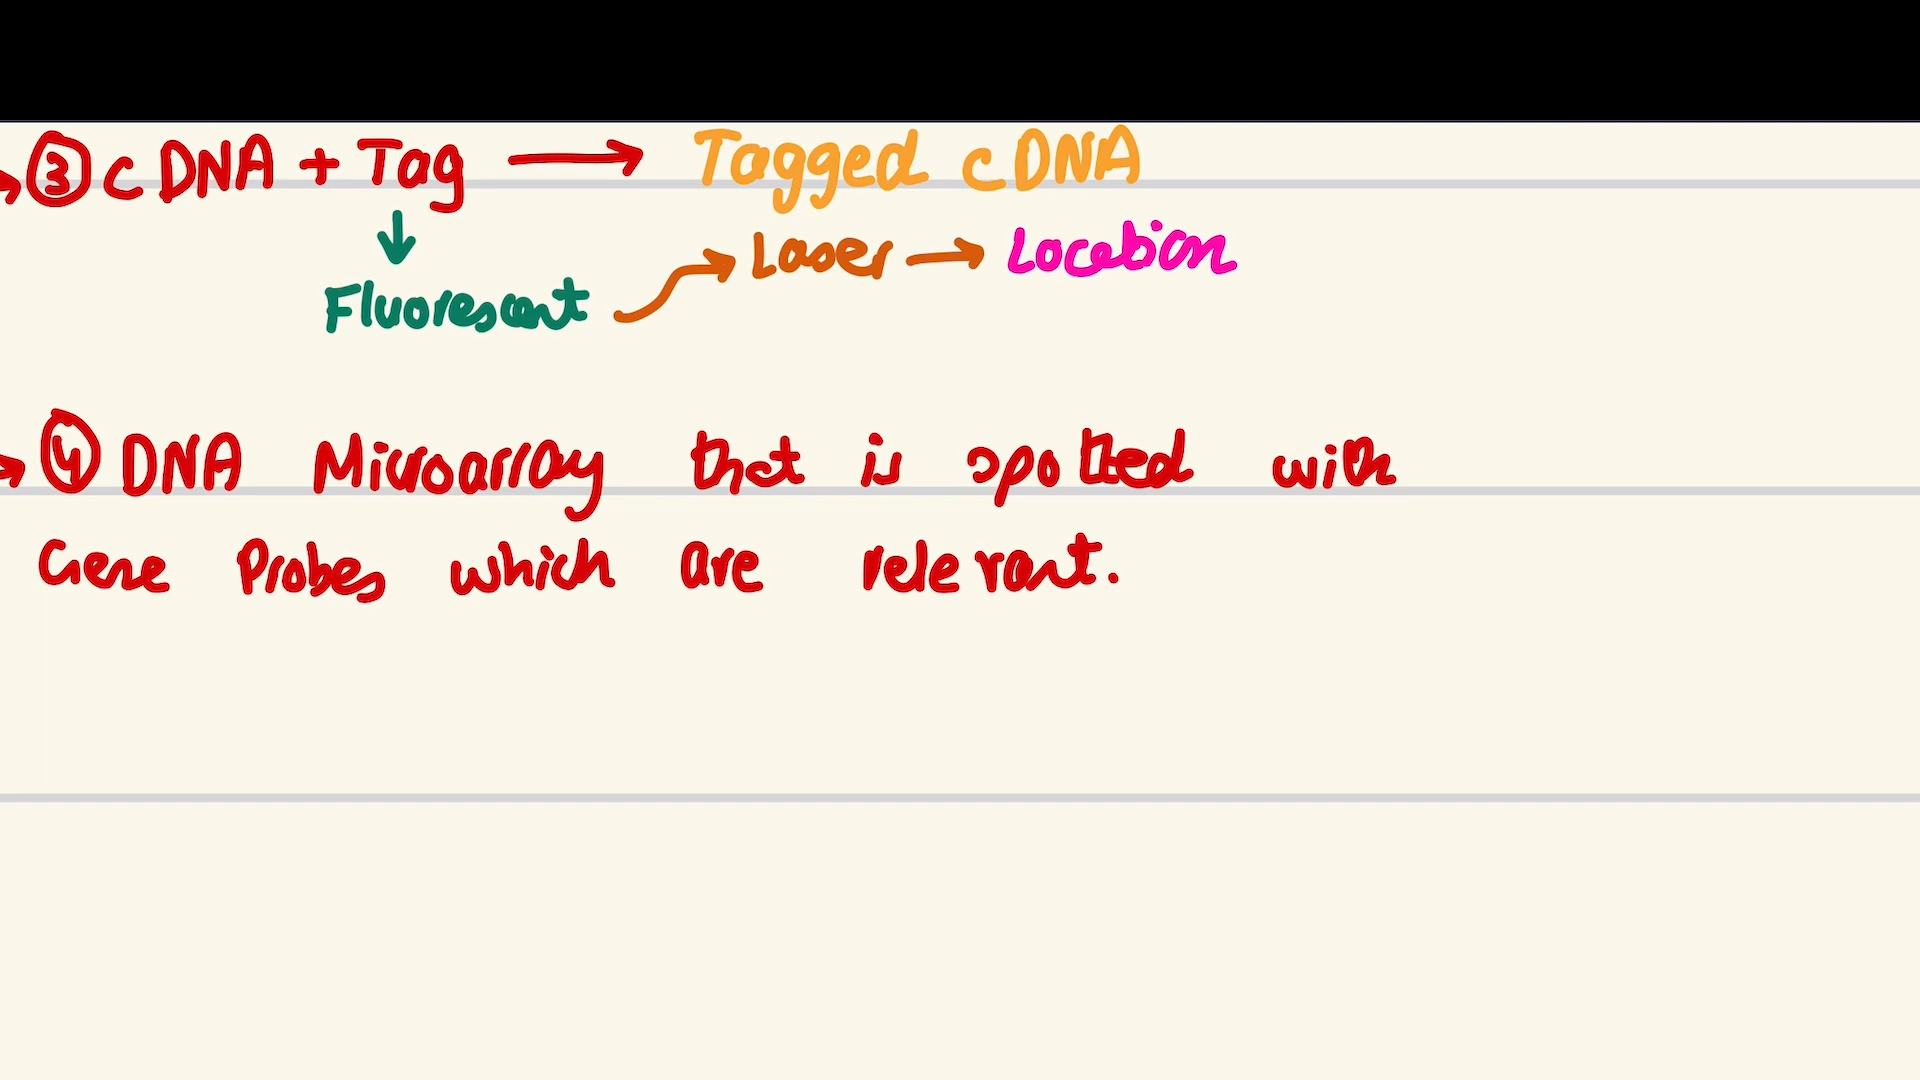 ③ cDNA + Tag → Tagged cDNA
↓
Fluorescent → Laser → Location
→ ④ DNA Microarray that is spotted with
Gene Probes which are relevant.